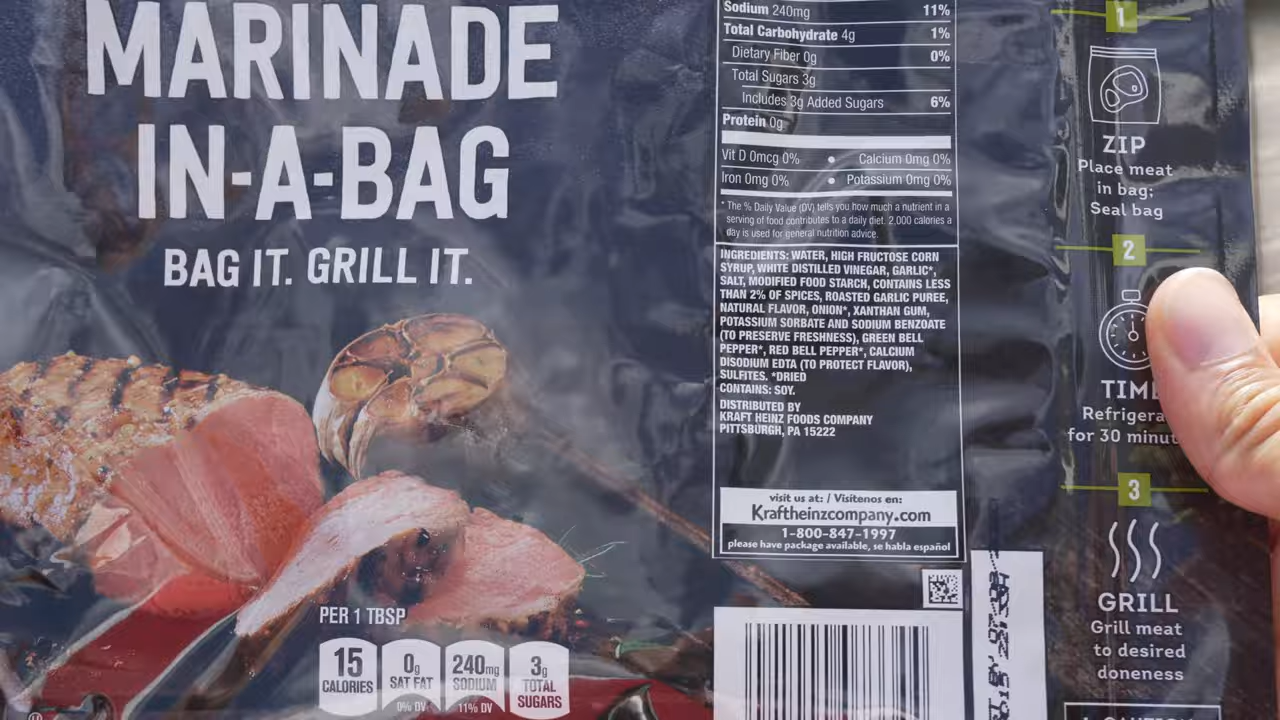 MARINADE
IN-A-BAG
BAG IT. GRILL IT.
PER 1 TBSP
15
CALORIES
0g
SAT FAT
0% DV
240mg
SODIUM
11% DV
3g
TOTAL
SUGARS
Sodium 240mg 11%
Total Carbohydrate 4g 1%
Dietary Fiber 0g 0%
Total Sugars 3g
Includes 3g Added Sugars 6%
Protein 0g
Vit D 0mcg 0% • Calcium 0mg 0%
Iron 0mg 0% • Potassium 0mg 0%
* The % Daily Value (DV) tells you how much a nutrient in a
serving of food contributes to a daily diet. 2,000 calories a
day is used for general nutrition advice.
INGREDIENTS: WATER, HIGH FRUCTOSE CORN
SYRUP, WHITE DISTILLED VINEGAR, GARLIC*,
SALT, MODIFIED FOOD STARCH, CONTAINS LESS
THAN 2% OF SPICES, ROASTED GARLIC PUREE,
NATURAL FLAVOR, ONION*, XANTHAN GUM,
POTASSIUM SORBATE AND SODIUM BENZOATE
(TO PRESERVE FRESHNESS), GREEN BELL
PEPPER*, RED BELL PEPPER*, CALCIUM
DISODIUM EDTA (TO PROTECT FLAVOR),
SULFITES. *DRIED
CONTAINS: SOY.
DISTRIBUTED BY
KRAFT HEINZ FOODS COMPANY
PITTSBURGH, PA 15222
visit us at: / Visítenos en:
Kraftheinzcompany.com
1-800-847-1997
please have package available, se habla español
1
ZIP
Place meat
in bag;
Seal bag
2
Refrigera
for 30 minut
3
GRILL
Grill meat
to desired
doneness